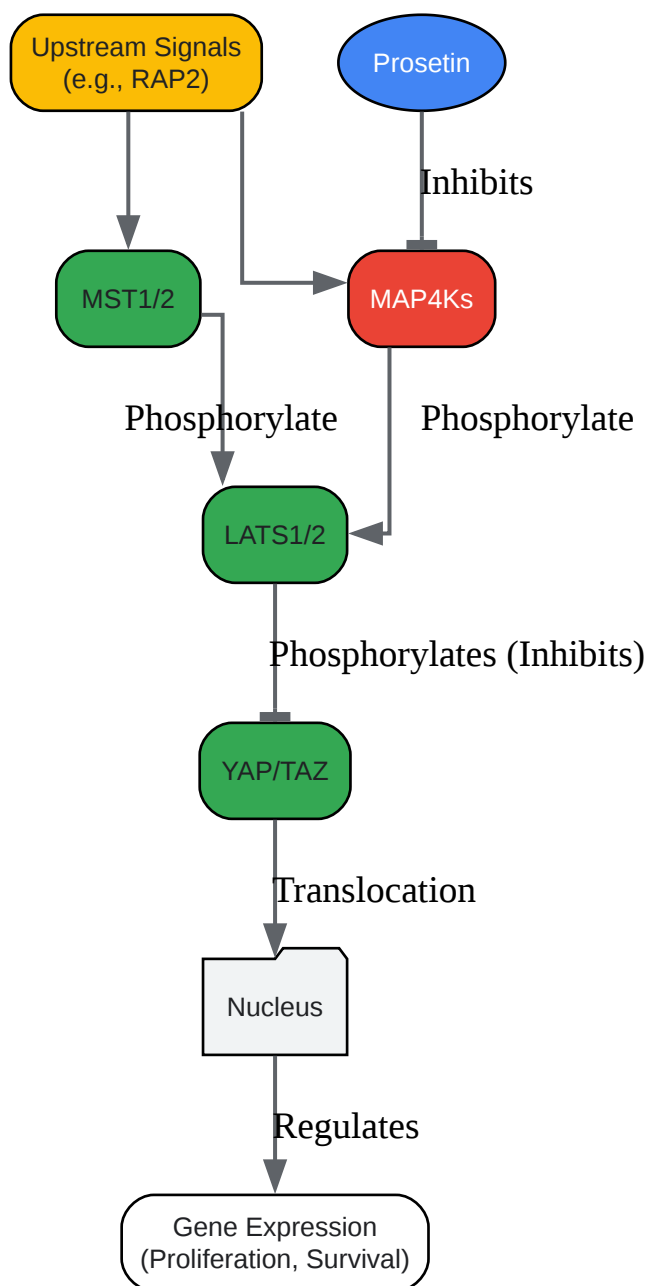 Upstream Signals
(e.g., RAP2)
Prosetin
Inhibits
MST1/2
MAP4Ks
Phosphorylate
Phosphorylate
LATS1/2
Phosphorylates (Inhibits)
YAP/TAZ
Translocation
Nucleus
Regulates
Gene Expression
(Proliferation, Survival)